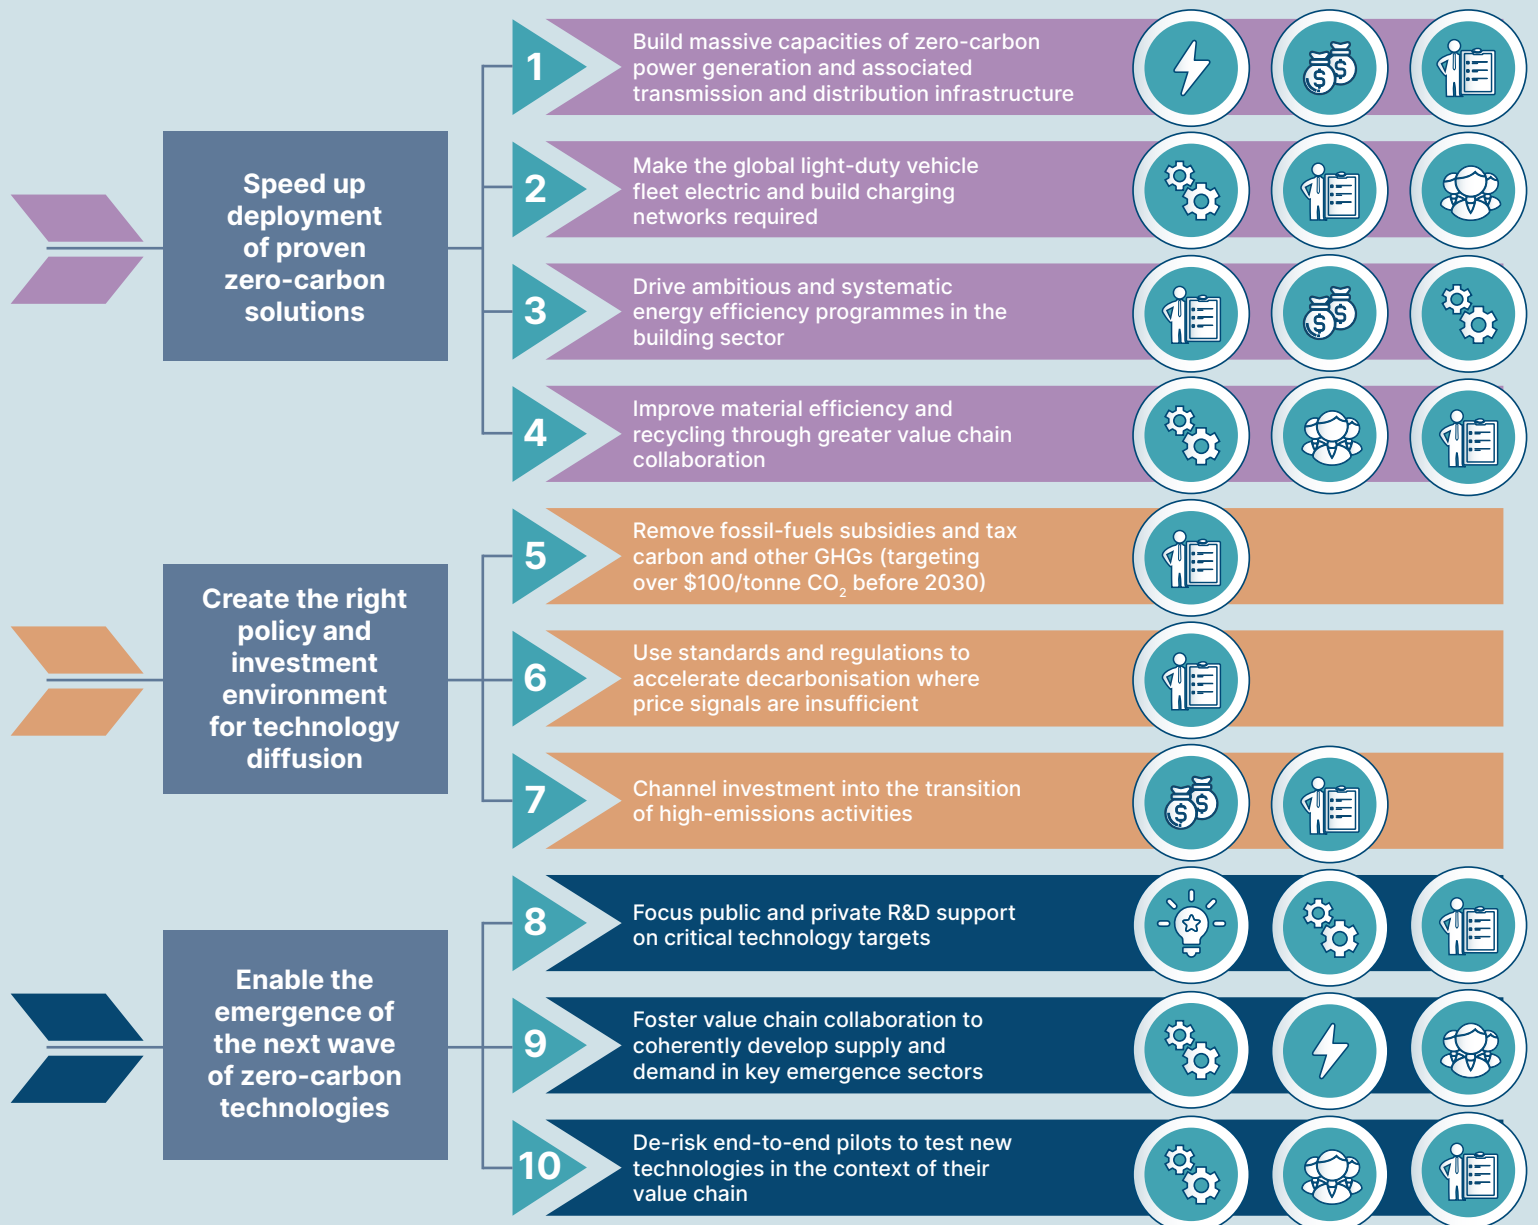 Speed up
deployment
of proven
zero-carbon
solutions
1
Build massive capacities of zero-carbon
power generation and associated
transmission and distribution infrastructure
$ $
2
Make the global light-duty vehicle
fleet electric and build charging
networks required
3
Drive ambitious and systematic
energy efficiency programmes in the
building sector
$ $
4
Improve material efficiency and
recycling through greater value chain
collaboration
Create the right
policy and
investment
environment
for technology
diffusion
5
Remove fossil-fuels subsidies and tax
carbon and other GHGs (targeting
over $100/tonne CO₂ before 2030)
6
Use standards and regulations to
accelerate decarbonisation where
price signals are insufficient
7
Channel investment into the transition
of high-emissions activities
$ $
Enable the
emergence of
the next wave
of zero-carbon
technologies
8
Focus public and private R&D support
on critical technology targets
9
Foster value chain collaboration to
coherently develop supply and
demand in key emergence sectors
10
De-risk end-to-end pilots to test new
technologies in the context of their
value chain